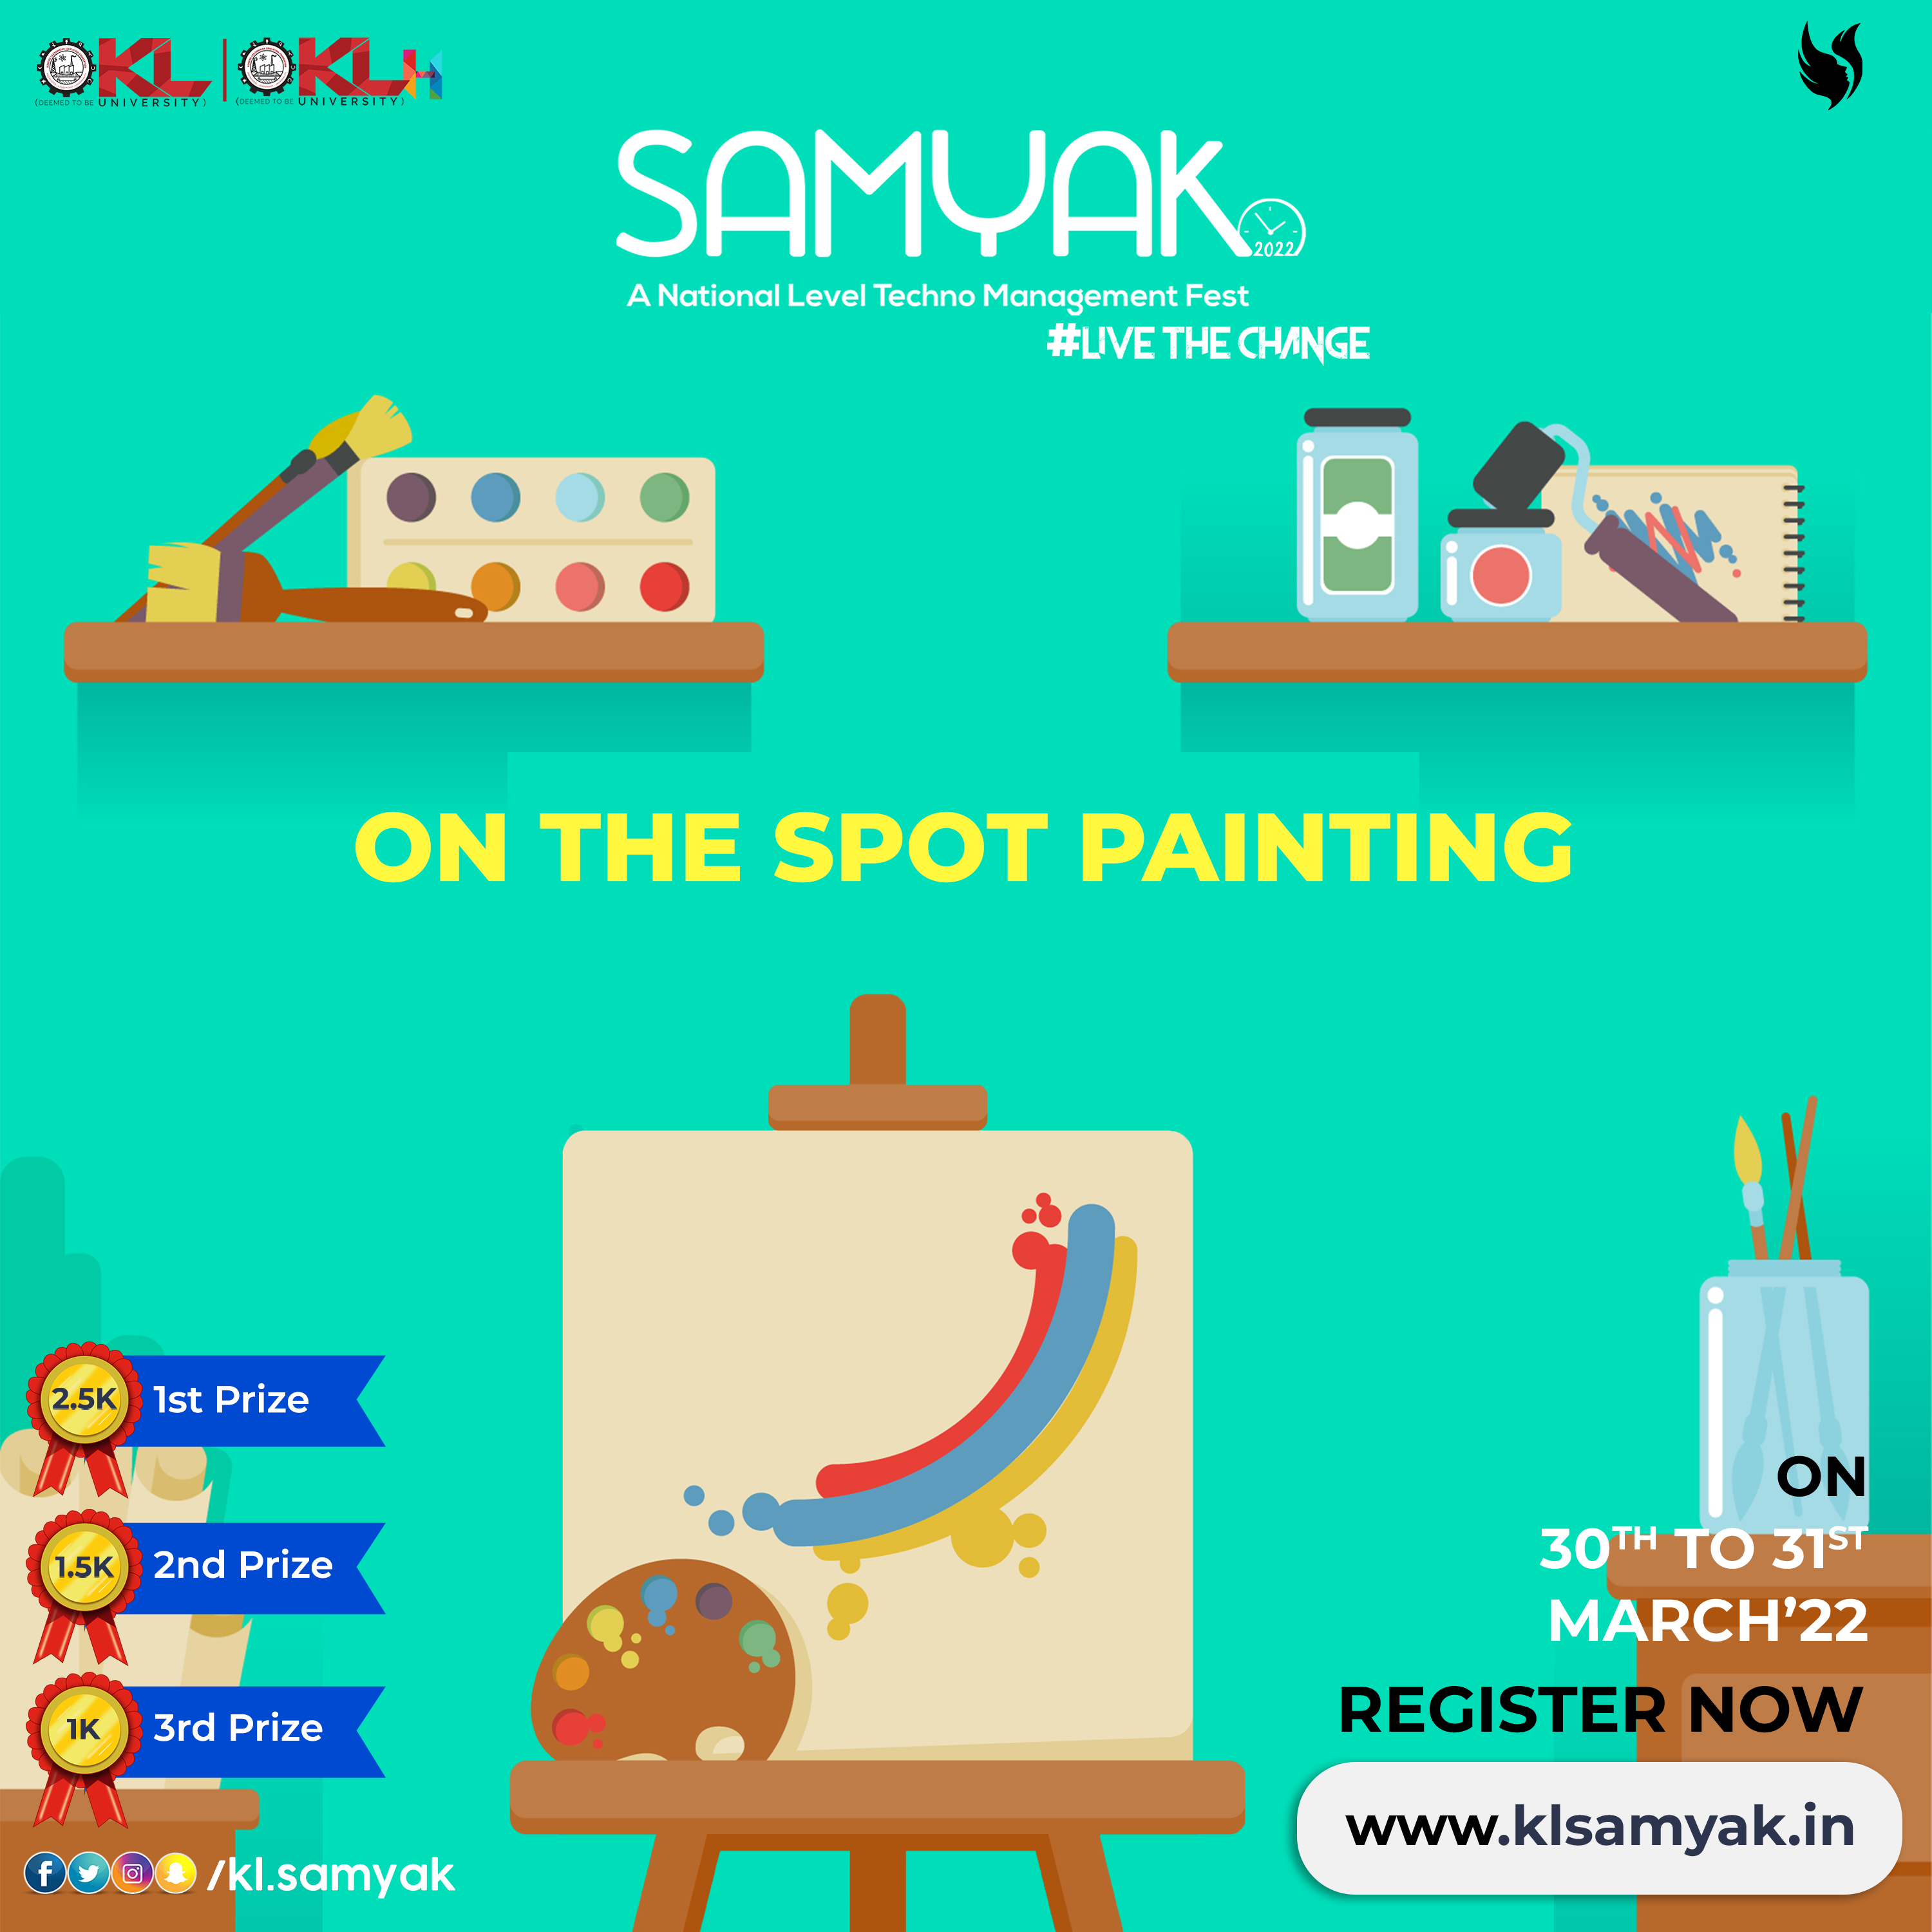 KL
(DEEMED TO BE UNIVERSITY)
KLH
(DEEMED TO BE UNIVERSITY)
SAMYAK
2022
A National Level Techno Management Fest
#LIVE THE CHANGE
ON THE SPOT PAINTING
2.5K 1st Prize
1.5K 2nd Prize
1K 3rd Prize
/kl.samyak
ON
30TH TO 31ST
MARCH'22
REGISTER NOW
www.klsamyak.in